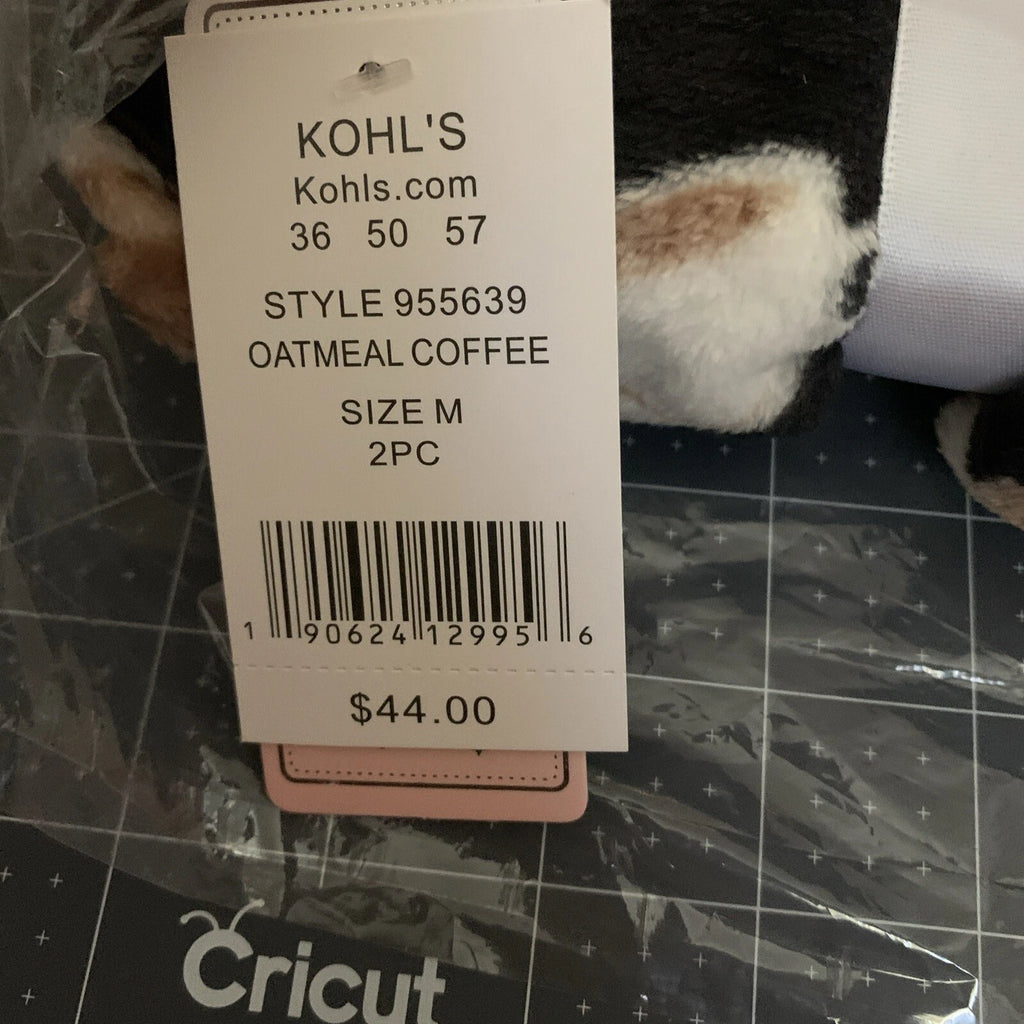 KOHL'S
Kohls.com
36 50 57
STYLE 955639
OATMEAL COFFEE
SIZE M
2PC
1 90624 12995 6
$44.00
Cricut